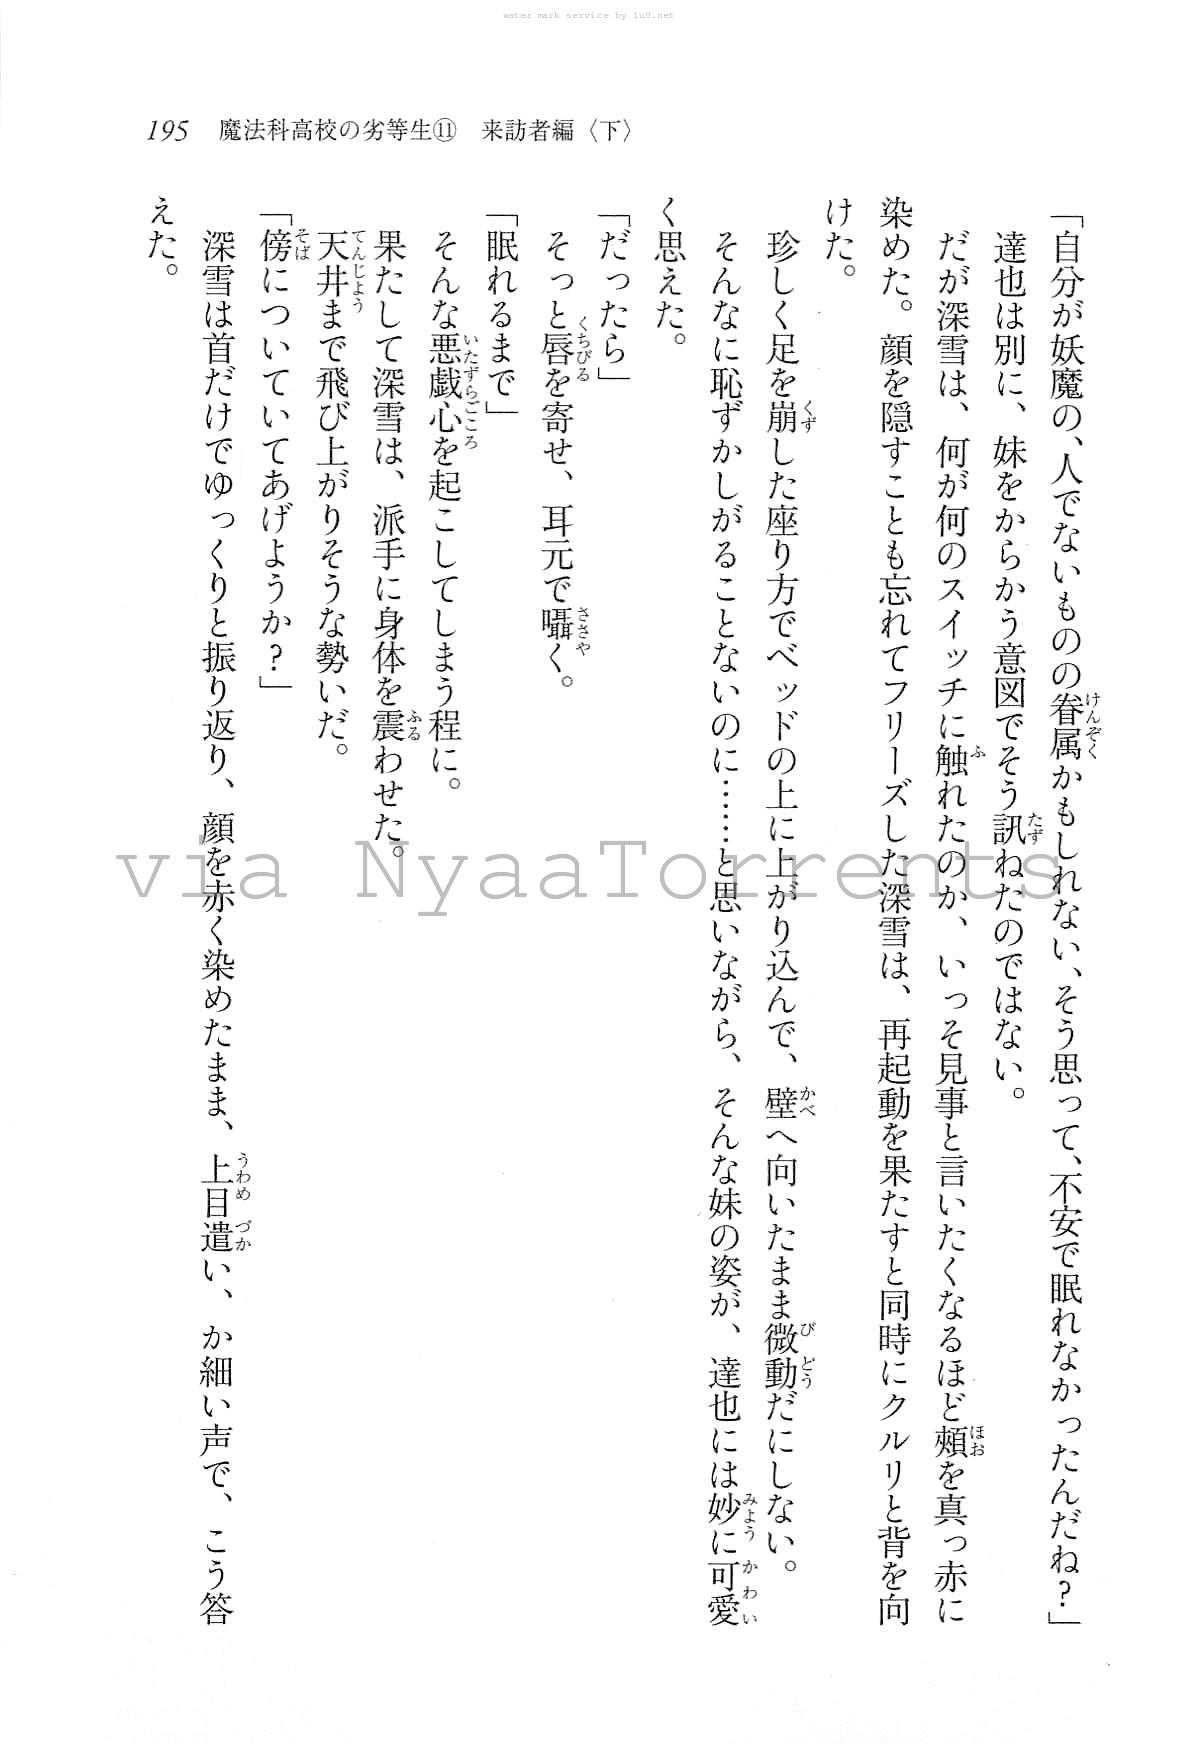 water mark service by lu0.net
195 魔法科高校の劣等生⑪ 来訪者編〈下〉
「自分が妖魔の、人でないものの眷属かもしれない、そう思って、不安で眠れなかったんだね?」
達也は別に、妹をからかう意図でそう訊ねたのではない。
だが深雪は、何が何のスイッチに触れたのか、いっそ見事と言いたくなるほど頰を真っ赤に
染めた。顔を隠すことも忘れてフリーズした深雪は、再起動を果たすと同時にクルリと背を向
けた。
珍しく足を崩した座り方でベッドの上に上がり込んで、壁へ向いたまま微動だにしない。
そんなに恥ずかしがることないのに……と思いながら、そんな妹の姿が、達也には妙に可愛
く思えた。
「だったら」
そっと唇を寄せ、耳元で囁く。
「眠れるまで」
そんな悪戯心を起こしてしまう程に。
果たして深雪は、派手に身体を震わせた。
天井まで飛び上がりそうな勢いだ。
「傍についていてあげようか?」
深雪は首だけでゆっくりと振り返り、顔を赤く染めたまま、上目遣い、か細い声で、こう答
えた。
via NyaaTorrents